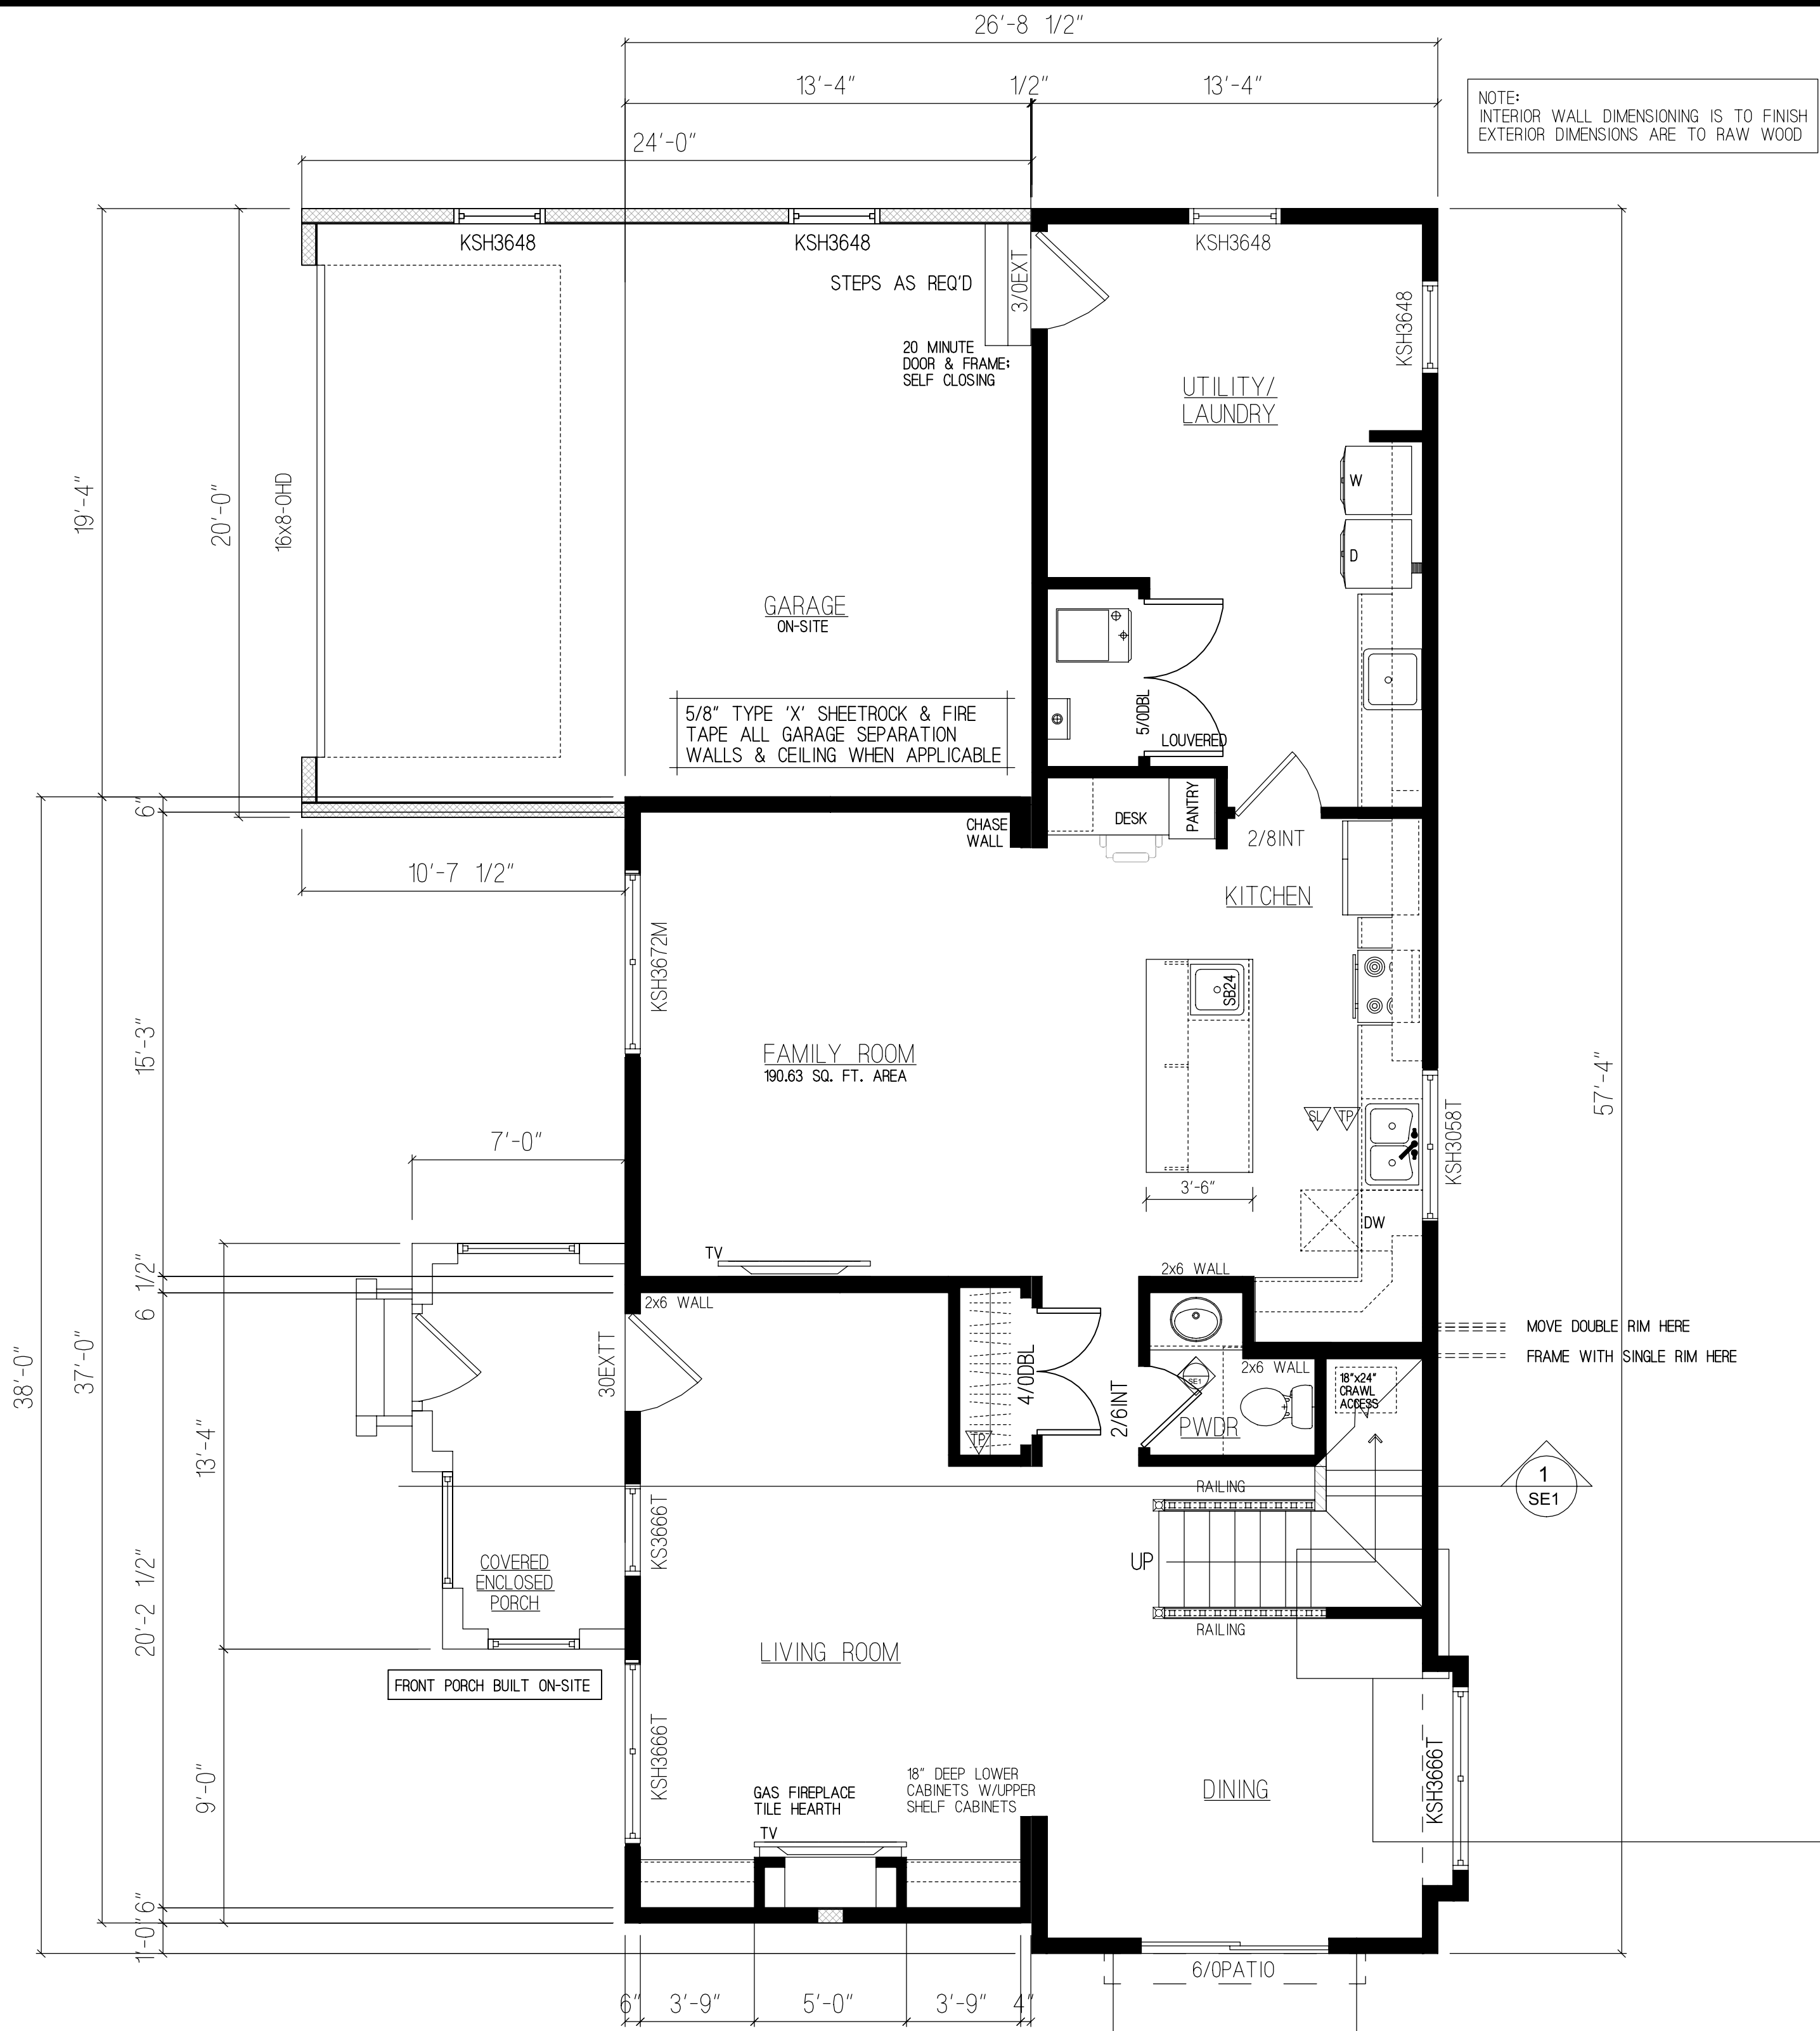 26'-8 1/2"
13'-4"
1/2"
13'-4"
NOTE:
INTERIOR WALL DIMENSIONING IS TO FINISH
EXTERIOR DIMENSIONS ARE TO RAW WOOD
24'-0"
KSH3648
KSH3648
KSH3648
STEPS AS REQ'D
3/0EXT
KSH3648
20 MINUTE
DOOR & FRAME;
SELF CLOSING
UTILITY/
LAUNDRY
19'-4"
20'-0"
16x8-OHD
W
D
GARAGE
ON-SITE
5/8" TYPE 'X' SHEETROCK & FIRE
TAPE ALL GARAGE SEPARATION
WALLS & CEILING WHEN APPLICABLE
5/0DBL
LOUVERED
6"
CHASE
WALL
DESK
PANTRY
2/8INT
10'-7 1/2"
KITCHEN
KSH3672M
SB24
15'-3"
FAMILY ROOM
190.63 SQ. FT. AREA
57'-4"
SL
TP
KSH3058T
7'-0"
3'-6"
DW
TV
2x6 WALL
6 1/2"
2x6 WALL
MOVE DOUBLE RIM HERE
FRAME WITH SINGLE RIM HERE
38'-0"
37'-0"
30EXTT
4/0DBL
2/6INT
SE1
2x6 WALL
18"x24"
CRAWL
ACCESS
13'-4"
TP
PWDR
RAILING
1
SE1
KS3666T
UP
20'-2 1/2"
COVERED
ENCLOSED
PORCH
RAILING
LIVING ROOM
FRONT PORCH BUILT ON-SITE
KSH3666T
KSH3666T
9'-0"
GAS FIREPLACE
TILE HEARTH
18" DEEP LOWER
CABINETS W/UPPER
SHELF CABINETS
DINING
TV
6"
1'-0"
6/0PATIO
6"
3'-9"
5'-0"
3'-9"
4"